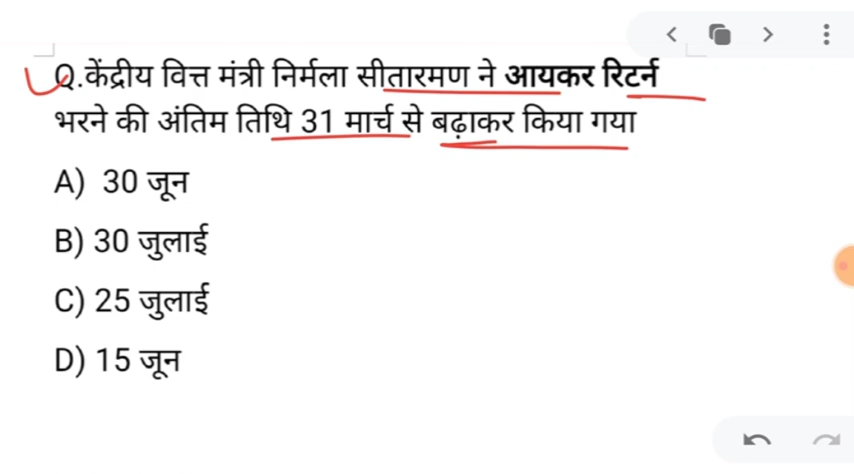 Q.केंद्रीय वित्त मंत्री निर्मला सीतारमण ने आयकर रिटर्न
भरने की अंतिम तिथि 31 मार्च से बढ़ाकर किया गया
A) 30 जून
B) 30 जुलाई
C) 25 जुलाई
D) 15 जून